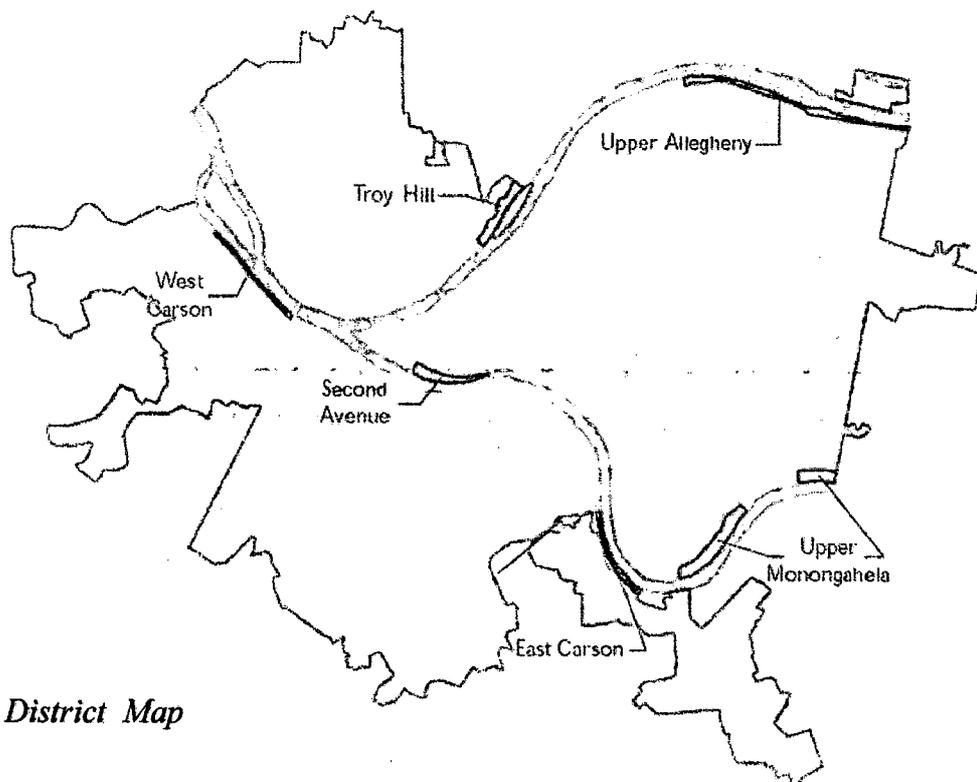 Upper Allegheny
Troy Hill
West
Carson
Second
Avenue
Upper
Monongahela
East Carson
District Map